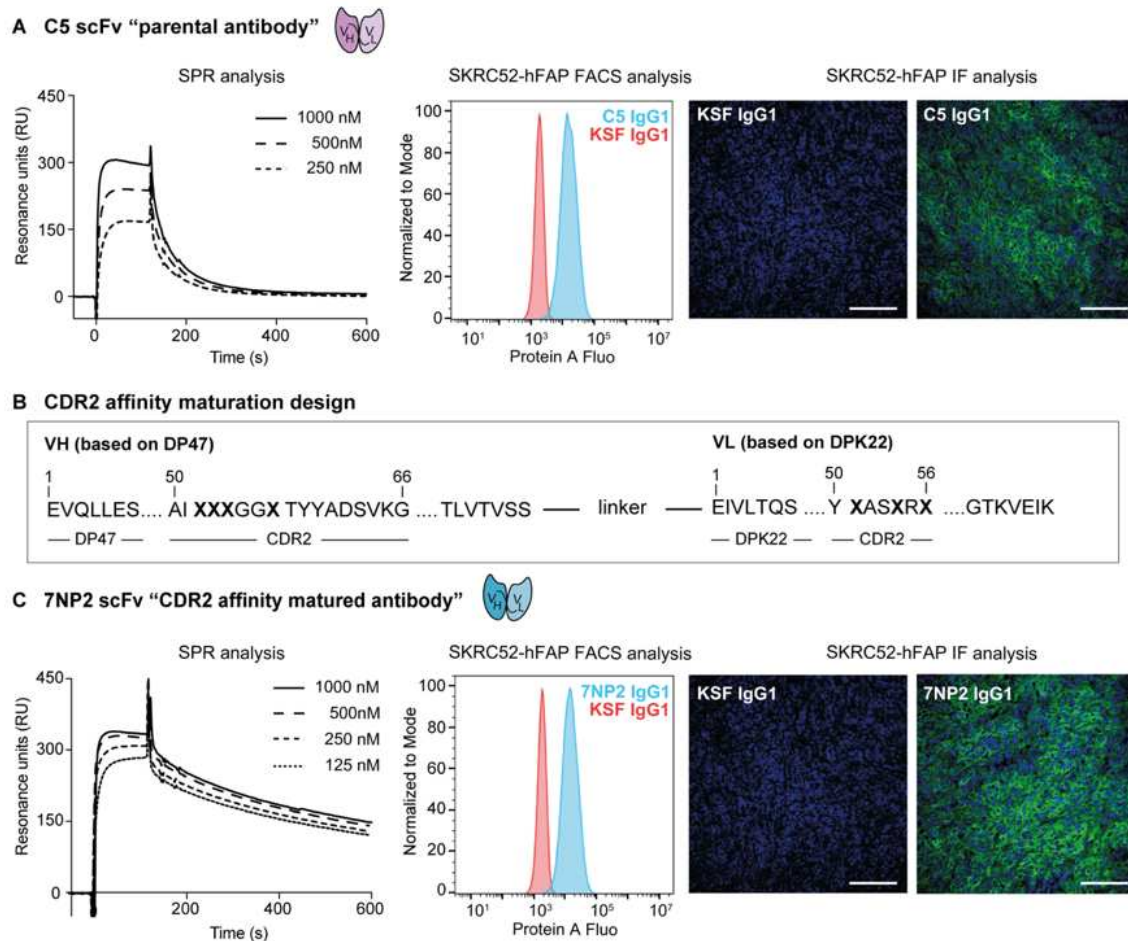 A C5 scFv “parental antibody”
VH VL
SPR analysis
450
300
150
0
Resonance units (RU)
1000 nM
500nM
250 nM
0 200 400 600
Time (s)
SKRC52-hFAP FACS analysis
100
80
60
40
20
0
Normalized to Mode
C5 IgG1
KSF IgG1
10¹ 10³ 10⁵ 10⁷
Protein A Fluo
SKRC52-hFAP IF analysis
KSF IgG1
C5 IgG1
B CDR2 affinity maturation design
VH (based on DP47)
VL (based on DPK22)
1 50 66
1 50 56
EVQLLES.... AI XXXGGX TYYADSVKG .... TLVTVSS — linker — EIVLTQS ....Y XASXRX ....GTKVEIK
— DP47 — — CDR2 — — DPK22 — — CDR2 —
C 7NP2 scFv “CDR2 affinity matured antibody”
VH VL
SPR analysis
450
300
150
0
Resonance units (RU)
1000 nM
500nM
250 nM
125 nM
200 400 600
Time (s)
SKRC52-hFAP FACS analysis
100
80
60
40
20
0
Normalized to Mode
7NP2 IgG1
KSF IgG1
10¹ 10³ 10⁵ 10⁷
Protein A Fluo
SKRC52-hFAP IF analysis
KSF IgG1
7NP2 IgG1